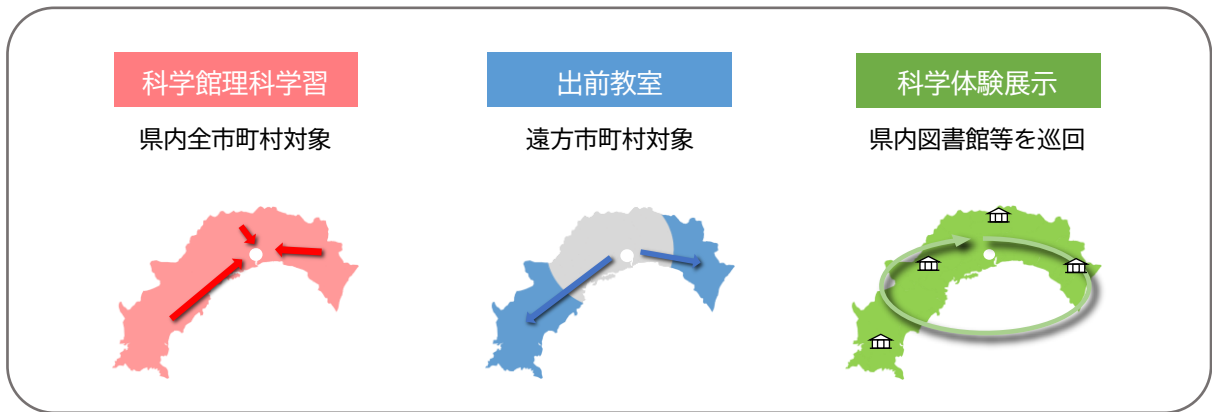 科学館理科学習
出前教室
科学体験展示
県内全市町村対象
遠方市町村対象
県内図書館等を巡回